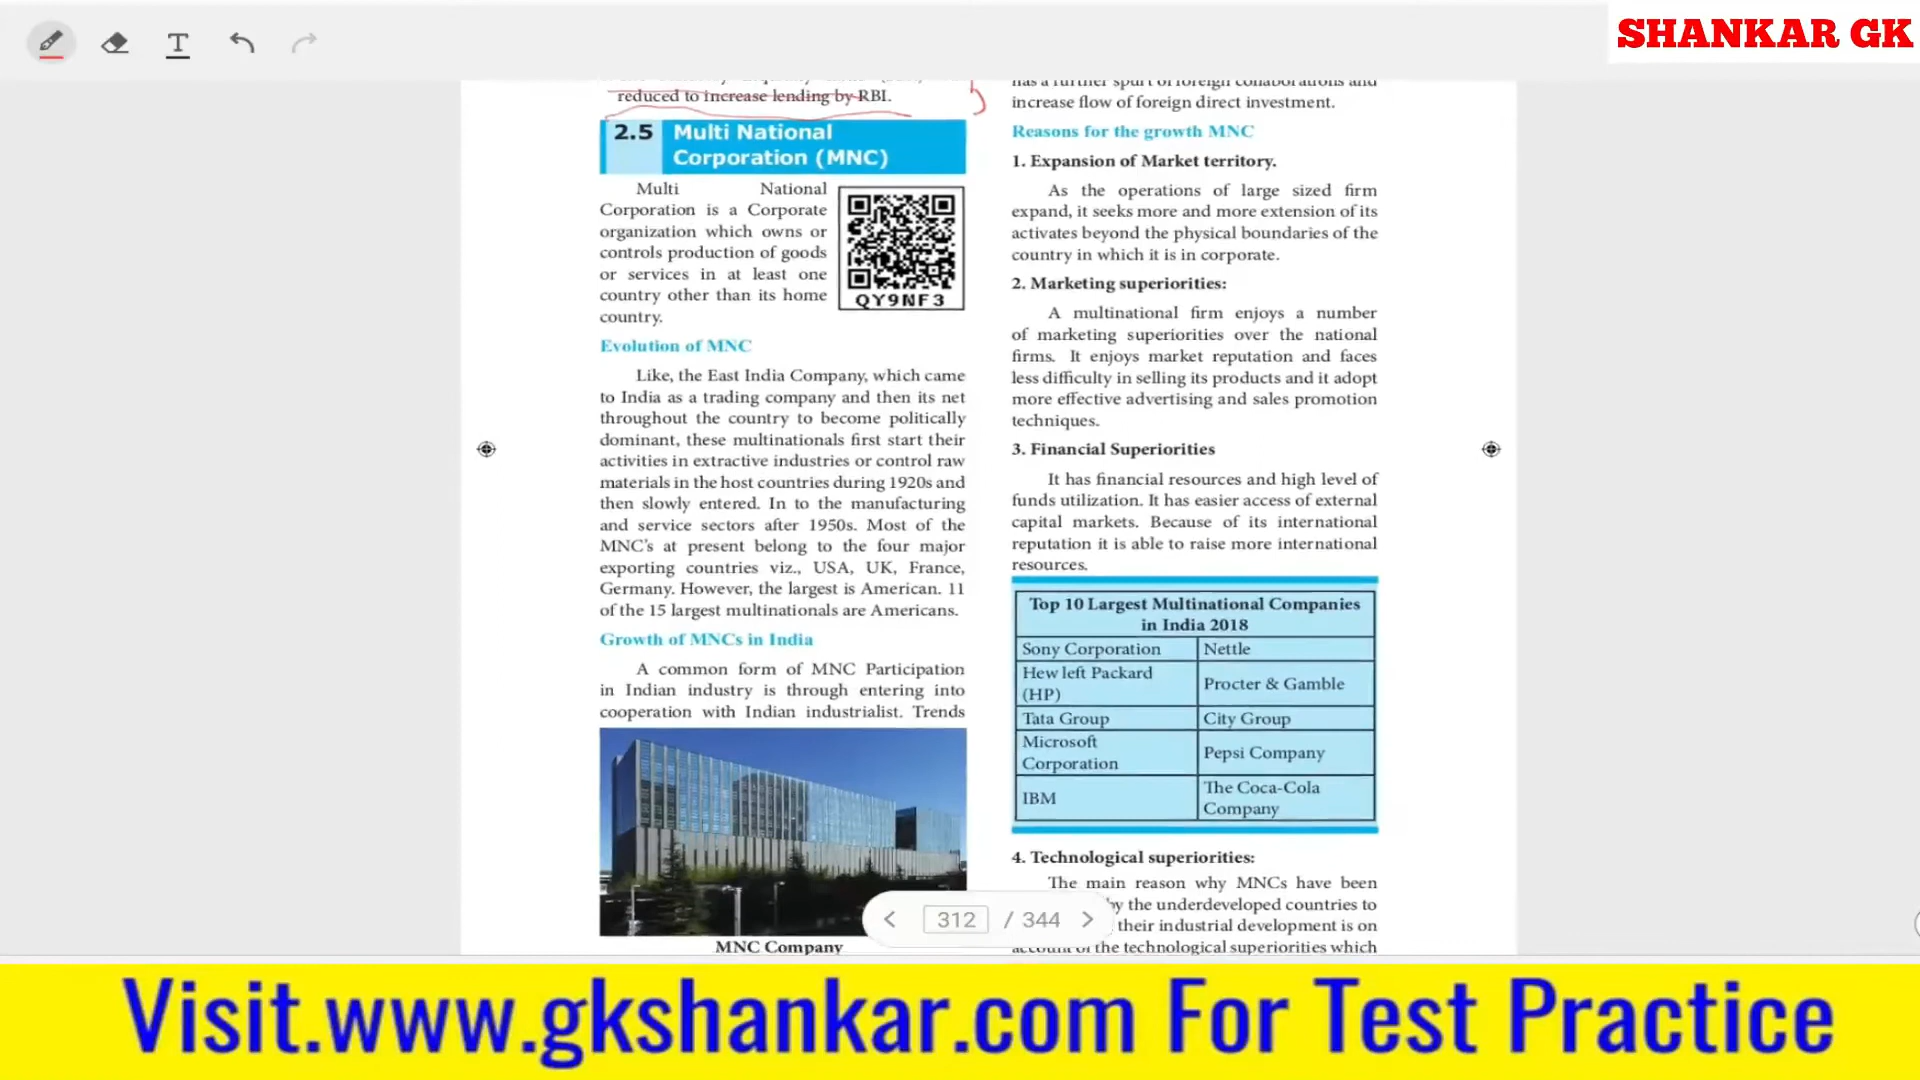 SHANKAR GK
reduced to increase lending by RBI.
2.5 Multi National
Corporation (MNC)
Multi National
Corporation is a Corporate
organization which owns or
controls production of goods
or services in at least one
country other than its home
country.
QY9NF3
Evolution of MNC
Like, the East India Company, which came
to India as a trading company and then its net
throughout the country to become politically
dominant, these multinationals first start their
activities in extractive industries or control raw
materials in the host countries during 1920s and
then slowly entered. In to the manufacturing
and service sectors after 1950s. Most of the
MNC's at present belong to the four major
exporting countries viz., USA, UK, France,
Germany. However, the largest is American. 11
of the 15 largest multinationals are Americans.
Growth of MNCs in India
A common form of MNC Participation
in Indian industry is through entering into
cooperation with Indian industrialist. Trends
MNC Company
has a further spurt of foreign collaborations and
increase flow of foreign direct investment.
Reasons for the growth MNC
1. Expansion of Market territory.
As the operations of large sized firm
expand, it seeks more and more extension of its
activates beyond the physical boundaries of the
country in which it is in corporate.
2. Marketing superiorities:
A multinational firm enjoys a number
of marketing superiorities over the national
firms. It enjoys market reputation and faces
less difficulty in selling its products and it adopt
more effective advertising and sales promotion
techniques.
3. Financial Superiorities
It has financial resources and high level of
funds utilization. It has easier access of external
capital markets. Because of its international
reputation it is able to raise more international
resources.
Top 10 Largest Multinational Companies
in India 2018
Sony Corporation Nettle
Hew left Packard
(HP) Procter & Gamble
Tata Group City Group
Microsoft
Corporation Pepsi Company
IBM The Coca-Cola
Company
4. Technological superiorities:
The main reason why MNCs have been
by the underdeveloped countries to
their industrial development is on
account of the technological superiorities which
312 / 344
Visit.www.gkshankar.com For Test Practice